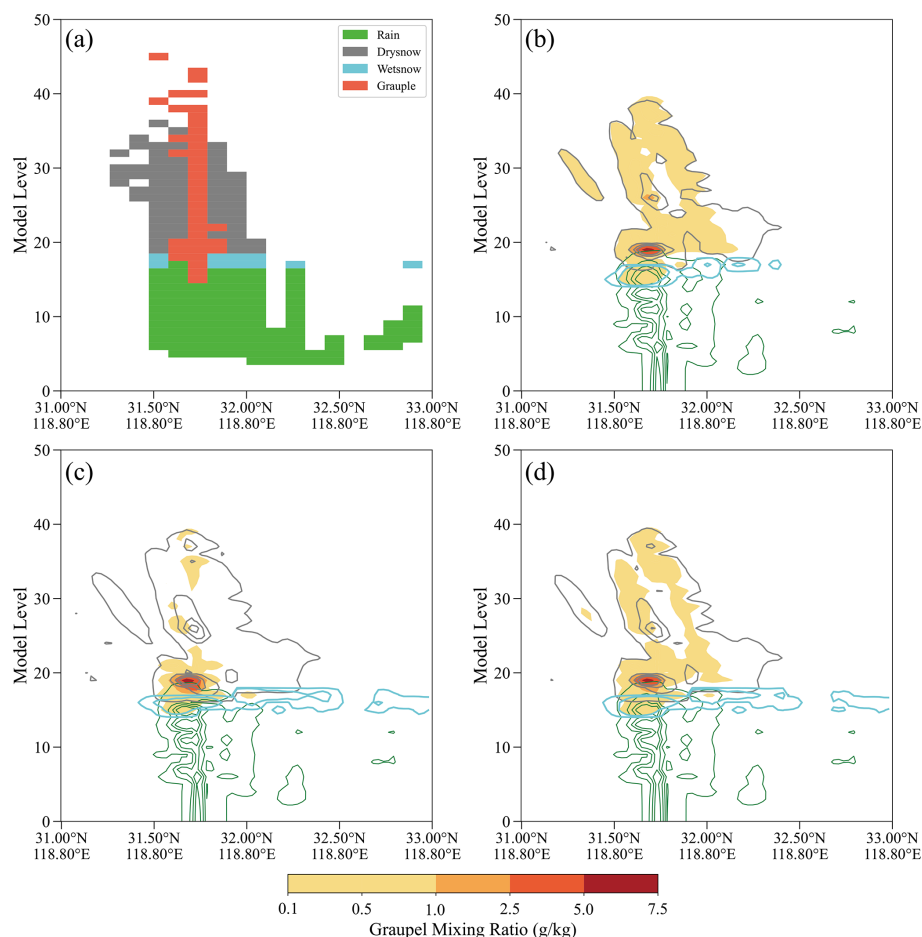 (a)
50
40
30
20
10
0
Model Level
Rain
Drysnow
Wetsnow
Grauple
31.00°N 31.50°N 32.00°N 32.50°N 33.00°N
118.80°E 118.80°E 118.80°E 118.80°E 118.80°E
(b)
50
40
30
20
10
0
Model Level
31.00°N 31.50°N 32.00°N 32.50°N 33.00°N
118.80°E 118.80°E 118.80°E 118.80°E 118.80°E
(c)
50
40
30
20
10
0
Model Level
31.00°N 31.50°N 32.00°N 32.50°N 33.00°N
118.80°E 118.80°E 118.80°E 118.80°E 118.80°E
(d)
50
40
30
20
10
0
Model Level
31.00°N 31.50°N 32.00°N 32.50°N 33.00°N
118.80°E 118.80°E 118.80°E 118.80°E 118.80°E
0.1 0.5 1.0 2.5 5.0 7.5
Graupel Mixing Ratio (g/kg)